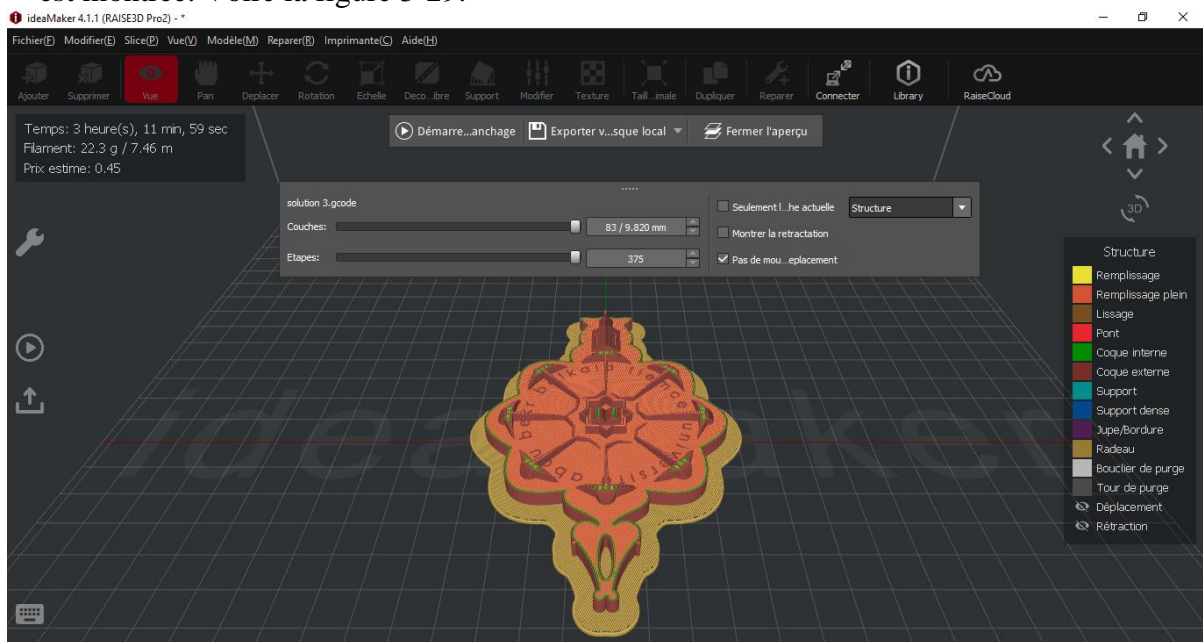 est montrée. Voilà la figure 3-29.
ideaMaker 4.1.1 (RAISE3D Pro2) - *
Fichier(F) Modifier(E) Slice(P) Vue(V) Modèle(M) Reparer(R) Imprimante(C) Aide(H)
Ajouter Supprimer Vue Pan Deplacer Rotation Echelle Deco...ibre Support Modifier Texture Taill...imale Dupliquer Reparer Connecter Library RaiseCloud
Temps: 3 heure(s), 11 min, 59 sec
Filament: 22.3 g / 7.46 m
Prix estime: 0.45
Démarre...anchage Exporter v...sque local Fermer l'aperçu
solution 3.gcode
Couches: 83 / 9.820 mm
Etapes: 375
Seulement l...he actuelle Structure
Montrer la retractation
Pas de mou...eplacement
3D
Structure
Remplissage
Remplissage plein
Lissage
Pont
Coque interne
Coque externe
Support
Support dense
Jupe/Bordure
Radeau
Bouclier de purge
Tour de purge
Déplacement
Rétraction
ideaMaker